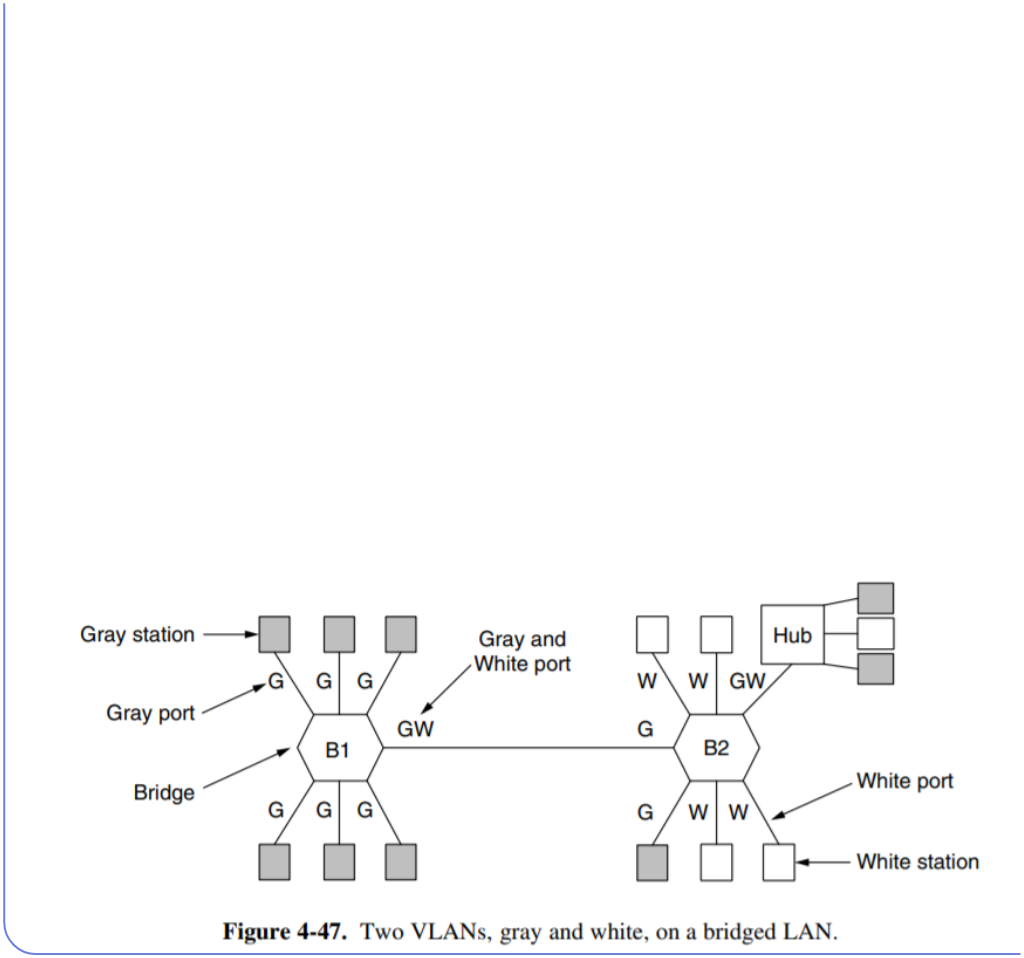 Gray station
Gray and
White port
Hub
G G G
W W GW
Gray port
GW
G
B1
B2
Bridge
White port
G G G
G W W
White station
Figure 4-47. Two VLANs, gray and white, on a bridged LAN.